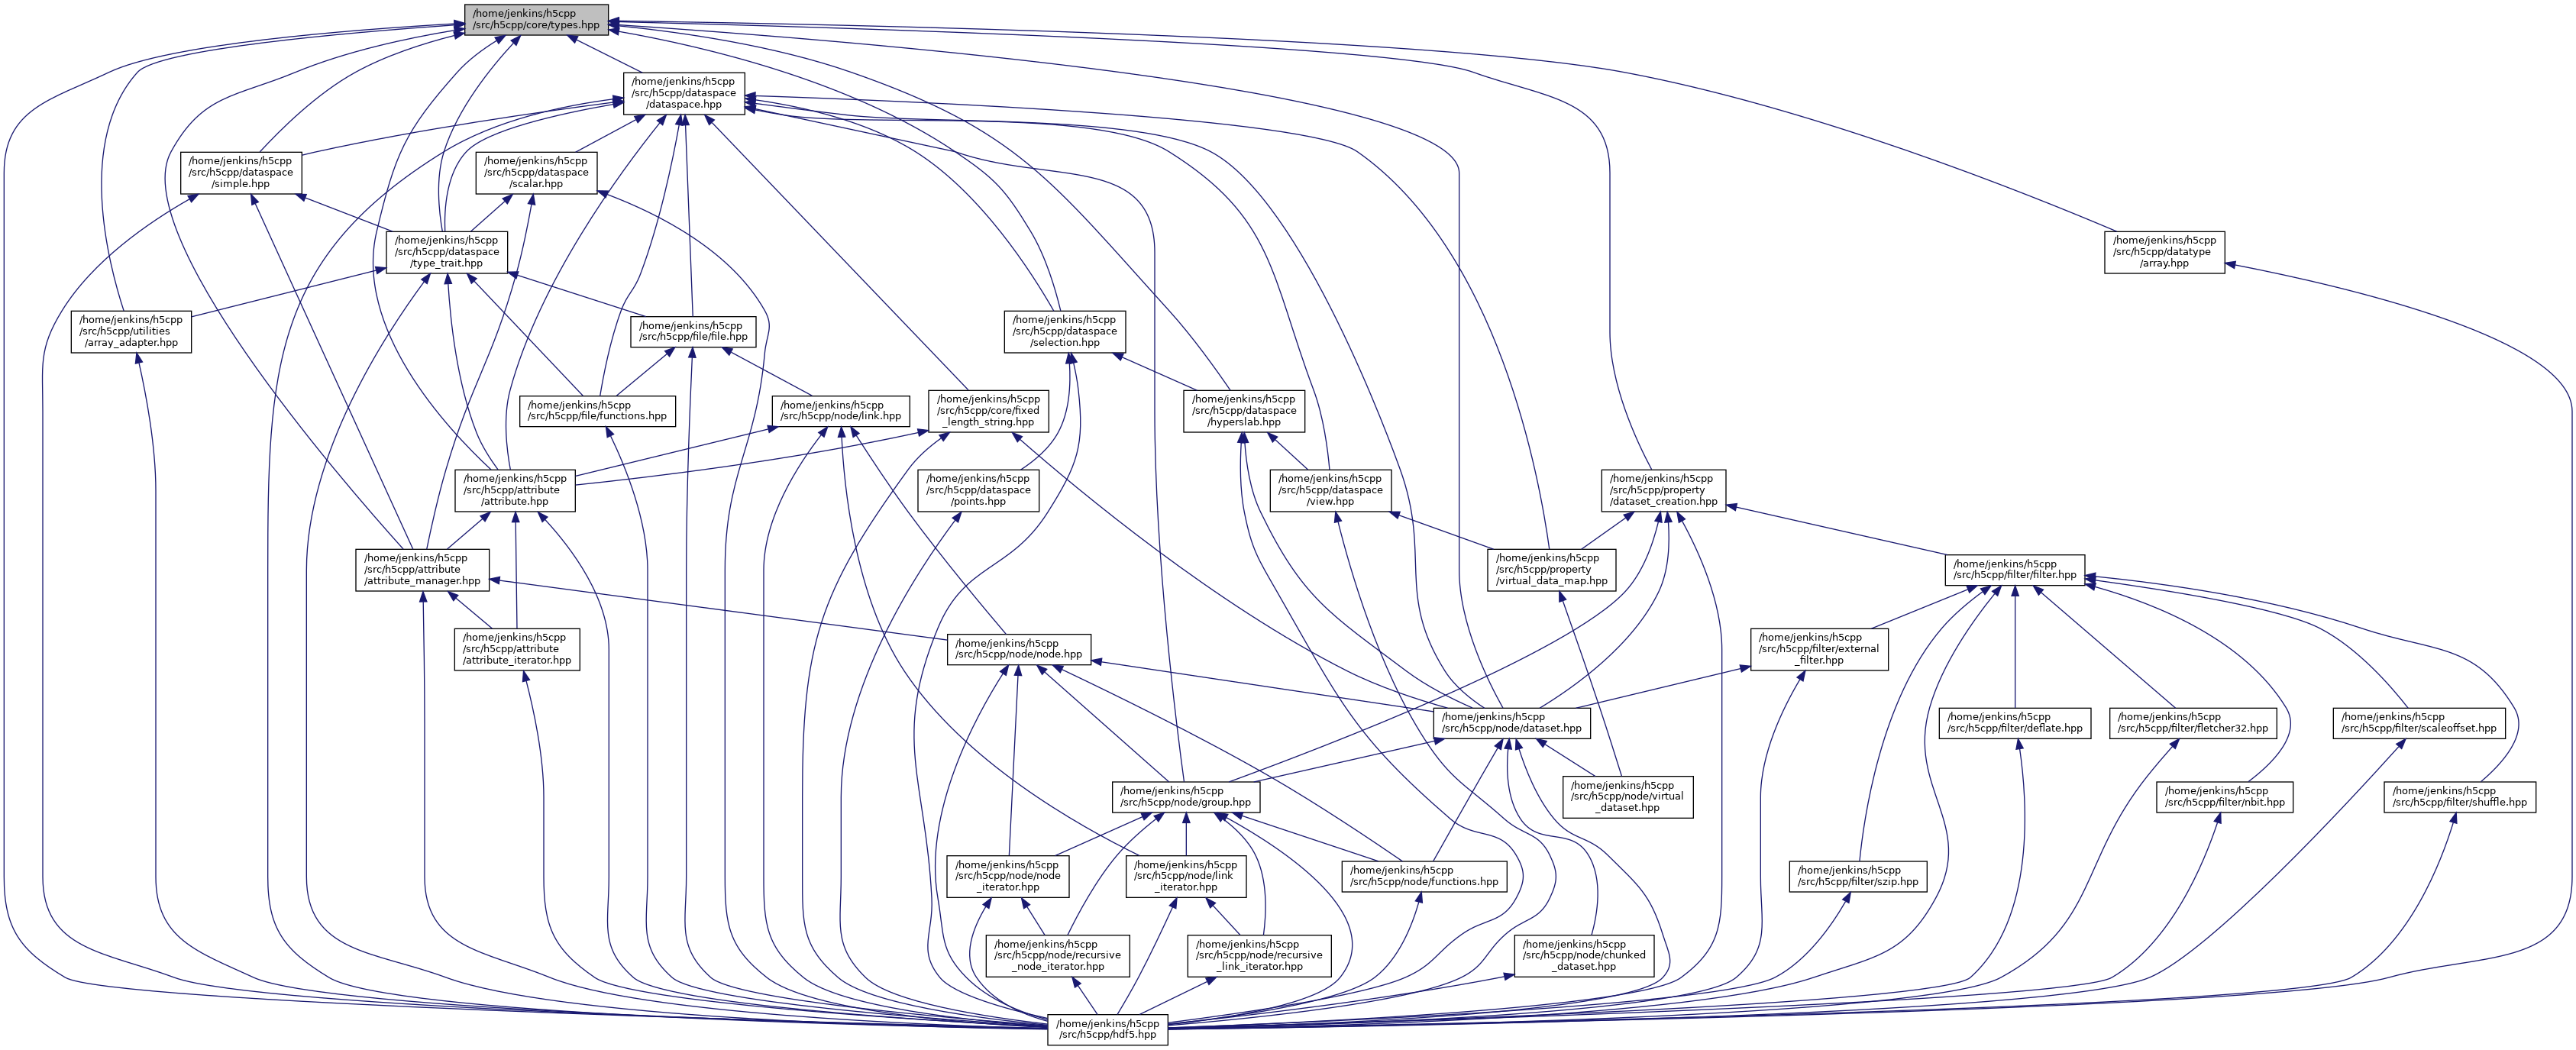 /home/jenkins/h5cpp
/src/h5cpp/core/types.hpp
/home/jenkins/h5cpp
/src/h5cpp/dataspace
/dataspace.hpp
/home/jenkins/h5cpp
/src/h5cpp/dataspace
/simple.hpp
/home/jenkins/h5cpp
/src/h5cpp/dataspace
/scalar.hpp
/home/jenkins/h5cpp
/src/h5cpp/dataspace
/type_trait.hpp
/home/jenkins/h5cpp
/src/h5cpp/datatype
/array.hpp
/home/jenkins/h5cpp
/src/h5cpp/utilities
/array_adapter.hpp
/home/jenkins/h5cpp
/src/h5cpp/file/file.hpp
/home/jenkins/h5cpp
/src/h5cpp/dataspace
/selection.hpp
/home/jenkins/h5cpp
/src/h5cpp/file/functions.hpp
/home/jenkins/h5cpp
/src/h5cpp/node/link.hpp
/home/jenkins/h5cpp
/src/h5cpp/core/fixed
_length_string.hpp
/home/jenkins/h5cpp
/src/h5cpp/dataspace
/hyperslab.hpp
/home/jenkins/h5cpp
/src/h5cpp/attribute
/attribute.hpp
/home/jenkins/h5cpp
/src/h5cpp/dataspace
/points.hpp
/home/jenkins/h5cpp
/src/h5cpp/dataspace
/view.hpp
/home/jenkins/h5cpp
/src/h5cpp/property
/dataset_creation.hpp
/home/jenkins/h5cpp
/src/h5cpp/attribute
/attribute_manager.hpp
/home/jenkins/h5cpp
/src/h5cpp/property
/virtual_data_map.hpp
/home/jenkins/h5cpp
/src/h5cpp/filter/filter.hpp
/home/jenkins/h5cpp
/src/h5cpp/attribute
/attribute_iterator.hpp
/home/jenkins/h5cpp
/src/h5cpp/node/node.hpp
/home/jenkins/h5cpp
/src/h5cpp/filter/external
_filter.hpp
/home/jenkins/h5cpp
/src/h5cpp/node/dataset.hpp
/home/jenkins/h5cpp
/src/h5cpp/filter/deflate.hpp
/home/jenkins/h5cpp
/src/h5cpp/filter/fletcher32.hpp
/home/jenkins/h5cpp
/src/h5cpp/filter/scaleoffset.hpp
/home/jenkins/h5cpp
/src/h5cpp/node/group.hpp
/home/jenkins/h5cpp
/src/h5cpp/node/virtual
_dataset.hpp
/home/jenkins/h5cpp
/src/h5cpp/filter/nbit.hpp
/home/jenkins/h5cpp
/src/h5cpp/filter/shuffle.hpp
/home/jenkins/h5cpp
/src/h5cpp/node/node
_iterator.hpp
/home/jenkins/h5cpp
/src/h5cpp/node/link
_iterator.hpp
/home/jenkins/h5cpp
/src/h5cpp/node/functions.hpp
/home/jenkins/h5cpp
/src/h5cpp/filter/szip.hpp
/home/jenkins/h5cpp
/src/h5cpp/node/recursive
_node_iterator.hpp
/home/jenkins/h5cpp
/src/h5cpp/node/recursive
_link_iterator.hpp
/home/jenkins/h5cpp
/src/h5cpp/node/chunked
_dataset.hpp
/home/jenkins/h5cpp
/src/h5cpp/hdf5.hpp